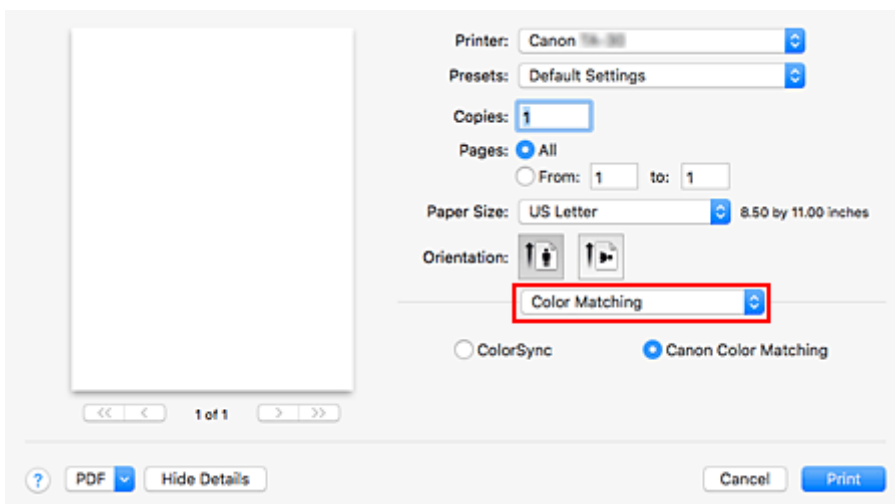 Printer: Canon
Presets: Default Settings
Copies: 1
Pages: All
From: 1 to: 1
Paper Size: US Letter 8.50 by 11.00 inches
Orientation:
Color Matching
ColorSync Canon Color Matching
<< < 1 of 1 > >>
? PDF Hide Details Cancel Print